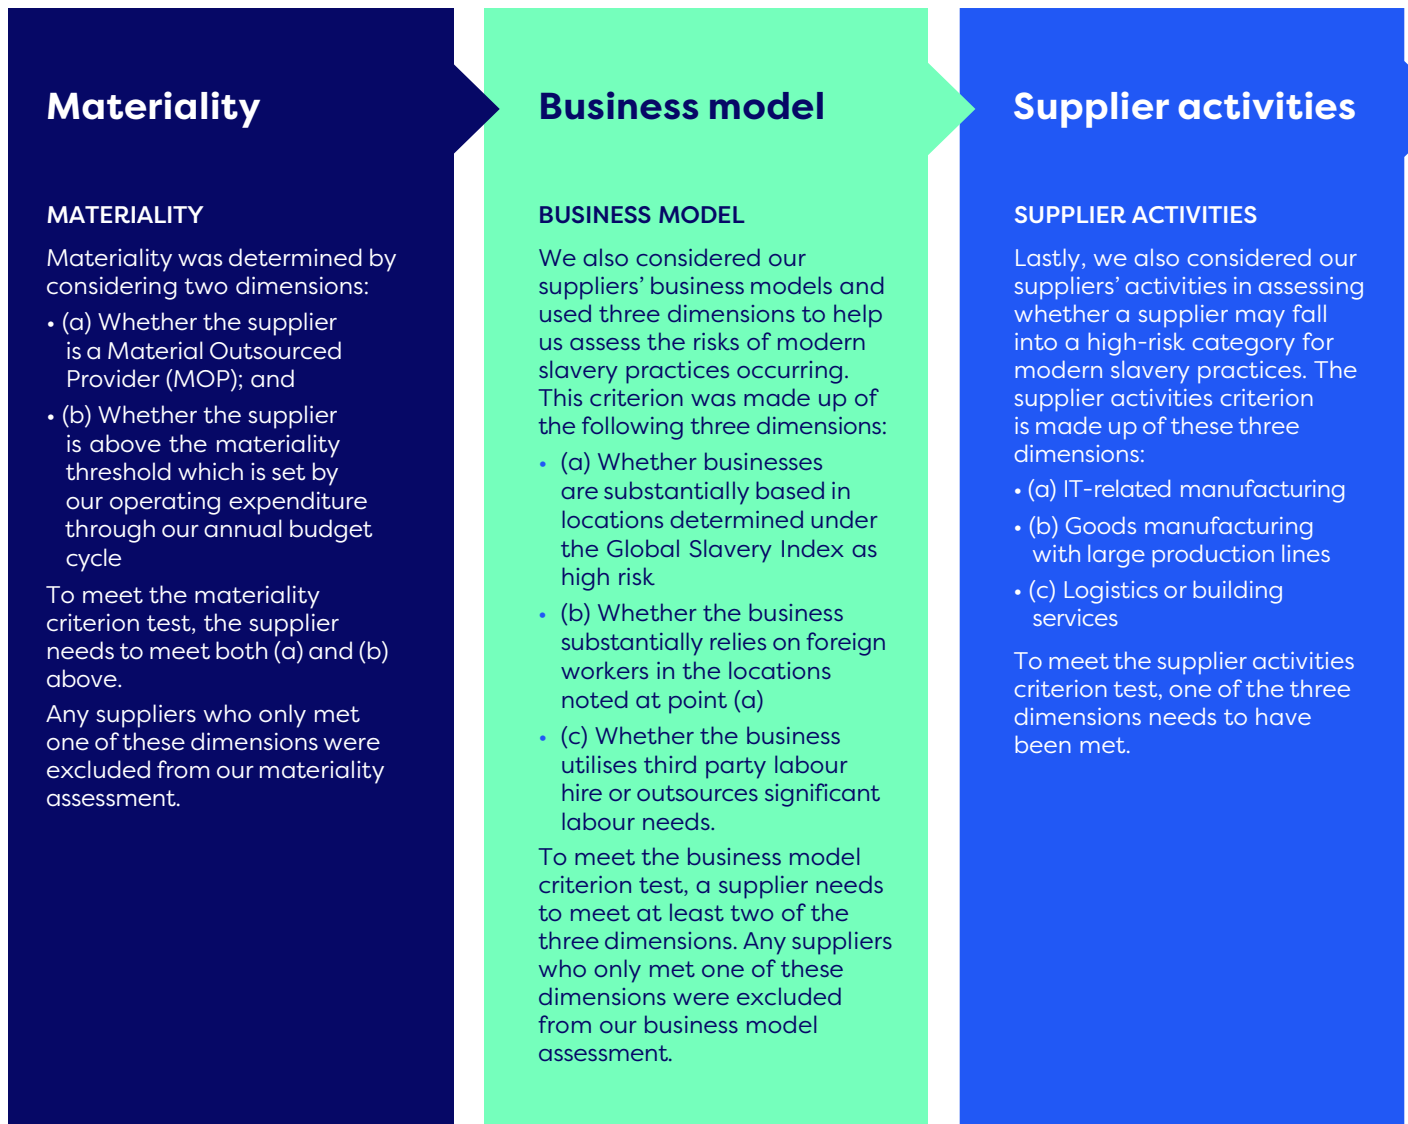 Materiality
MATERIALITY
Materiality was determined by
considering two dimensions:
• (a) Whether the supplier
is a Material Outsourced
Provider (MOP); and
• (b) Whether the supplier
is above the materiality
threshold which is set by
our operating expenditure
through our annual budget
cycle
To meet the materiality
criterion test, the supplier
needs to meet both (a) and (b)
above.
Any suppliers who only met
one of these dimensions were
excluded from our materiality
assessment.
Business model
BUSINESS MODEL
We also considered our
suppliers’ business models and
used three dimensions to help
us assess the risks of modern
slavery practices occurring.
This criterion was made up of
the following three dimensions:
• (a) Whether businesses
are substantially based in
locations determined under
the Global Slavery Index as
high risk
• (b) Whether the business
substantially relies on foreign
workers in the locations
noted at point (a)
• (c) Whether the business
utilises third party labour
hire or outsources significant
labour needs.
To meet the business model
criterion test, a supplier needs
to meet at least two of the
three dimensions. Any suppliers
who only met one of these
dimensions were excluded
from our business model
assessment.
Supplier activities
SUPPLIER ACTIVITIES
Lastly, we also considered our
suppliers’ activities in assessing
whether a supplier may fall
into a high-risk category for
modern slavery practices. The
supplier activities criterion
is made up of these three
dimensions:
• (a) IT-related manufacturing
• (b) Goods manufacturing
with large production lines
• (c) Logistics or building
services
To meet the supplier activities
criterion test, one of the three
dimensions needs to have
been met.